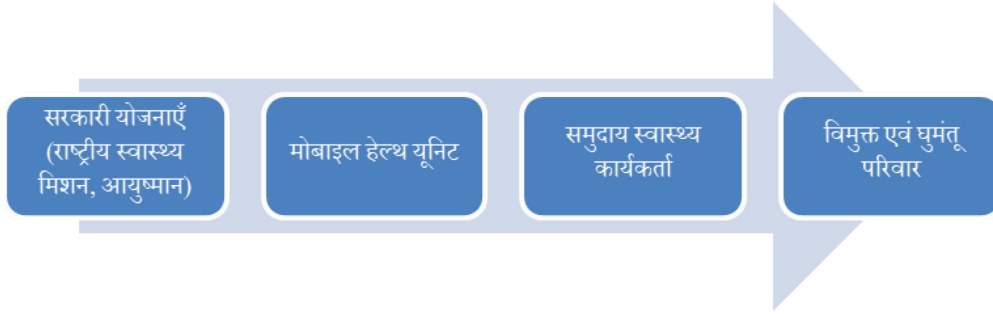 सरकारी योजनाएँ
(राष्ट्रीय स्वास्थ्य
मिशन, आयुष्मान)
मोबाइल हेल्थ यूनिट
समुदाय स्वास्थ्य
कार्यकर्ता
विमुक्त एवं घुमंतू
परिवार